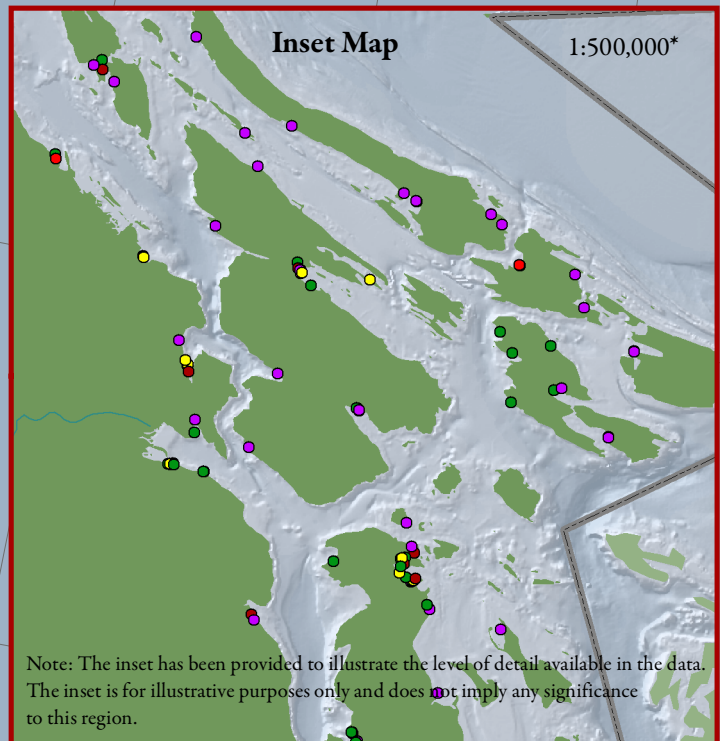 Inset Map
1:500,000*
Note: The inset has been provided to illustrate the level of detail available in the data.
The inset is for illustrative purposes only and does not imply any significance
to this region.